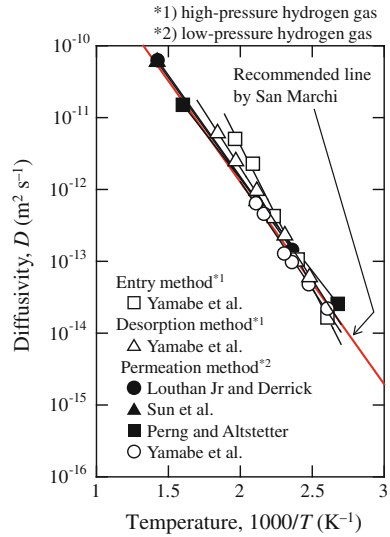 *1) high-pressure hydrogen gas
*2) low-pressure hydrogen gas
10⁻¹⁰
Recommended line
by San Marchi
10⁻¹¹
10⁻¹²
10⁻¹³
Diffusivity, D (m² s⁻¹)
Entry method*¹
□ Yamabe et al.
Desorption method*¹
△ Yamabe et al.
10⁻¹⁴
Permeation method*²
● Louthan Jr and Derrick
▲ Sun et al.
10⁻¹⁵
■ Perng and Altstetter
○ Yamabe et al.
10⁻¹⁶
1 1.5 2 2.5 3
Temperature, 1000/T (K⁻¹)